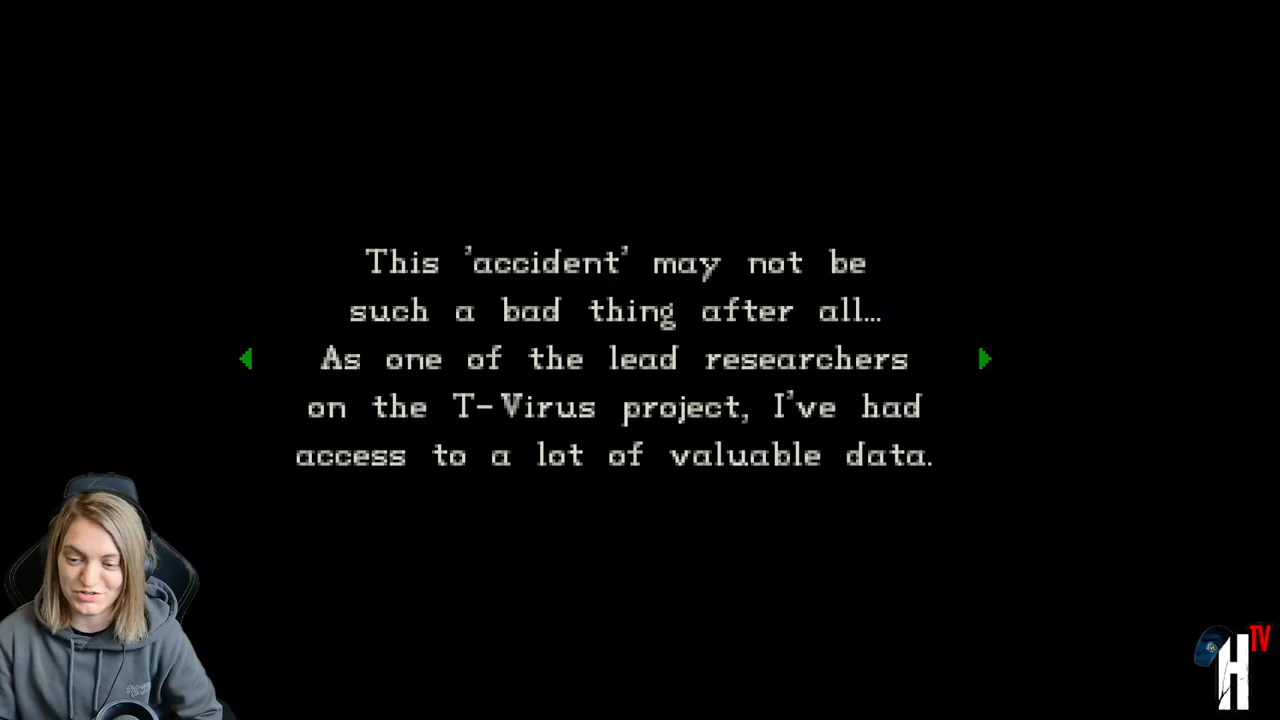 This 'accident' may not be
such a bad thing after all...
As one of the lead researchers
on the T-Virus project, I've had
access to a lot of valuable data.
H TV